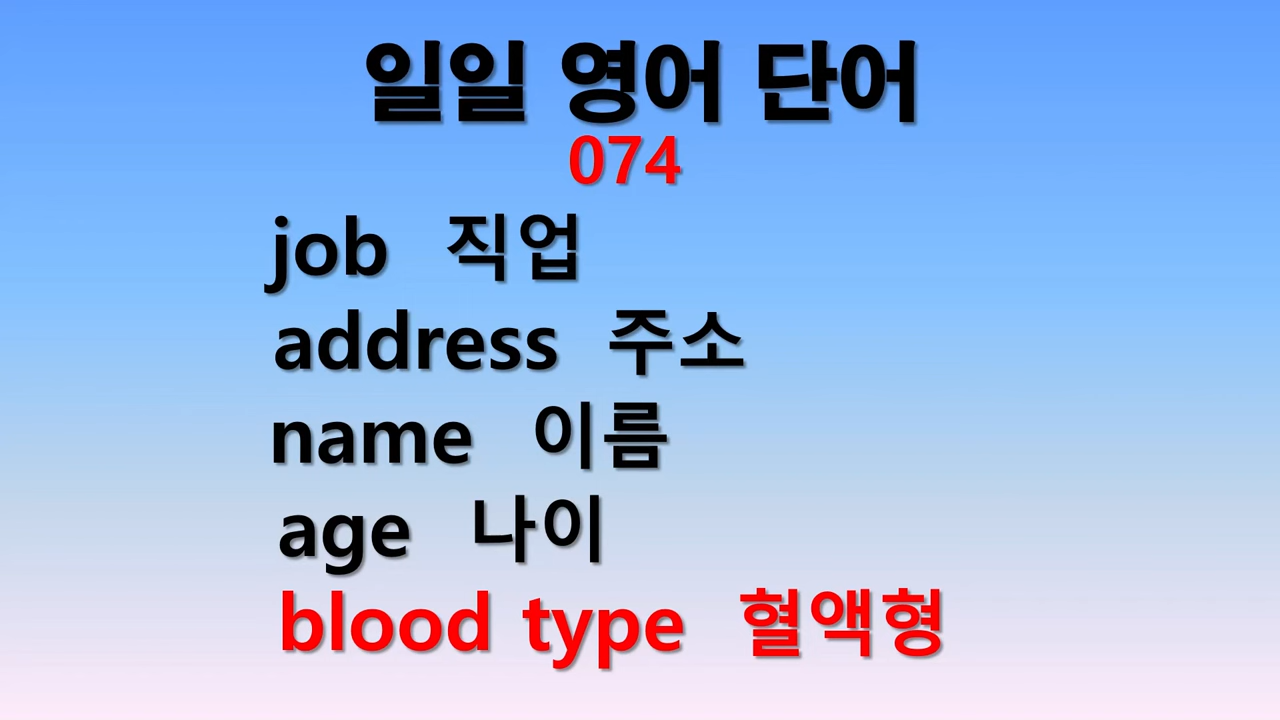 일일 영어 단어
074
job 직업
address 주소
name 이름
age 나이
blood type 혈액형